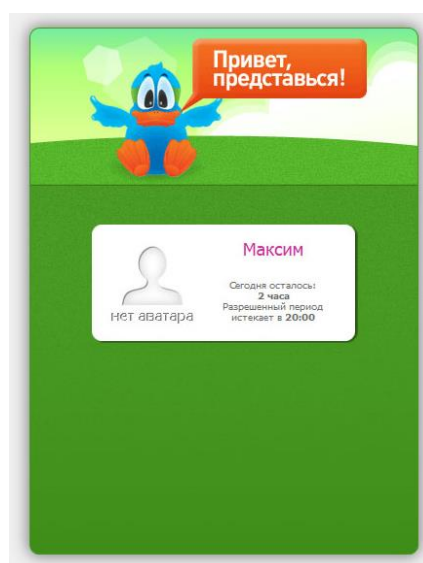 Привет,
представься!
Максим
Сегодня осталось:
2 часа
Разрешенный период
истекает в 20:00
нет аватара